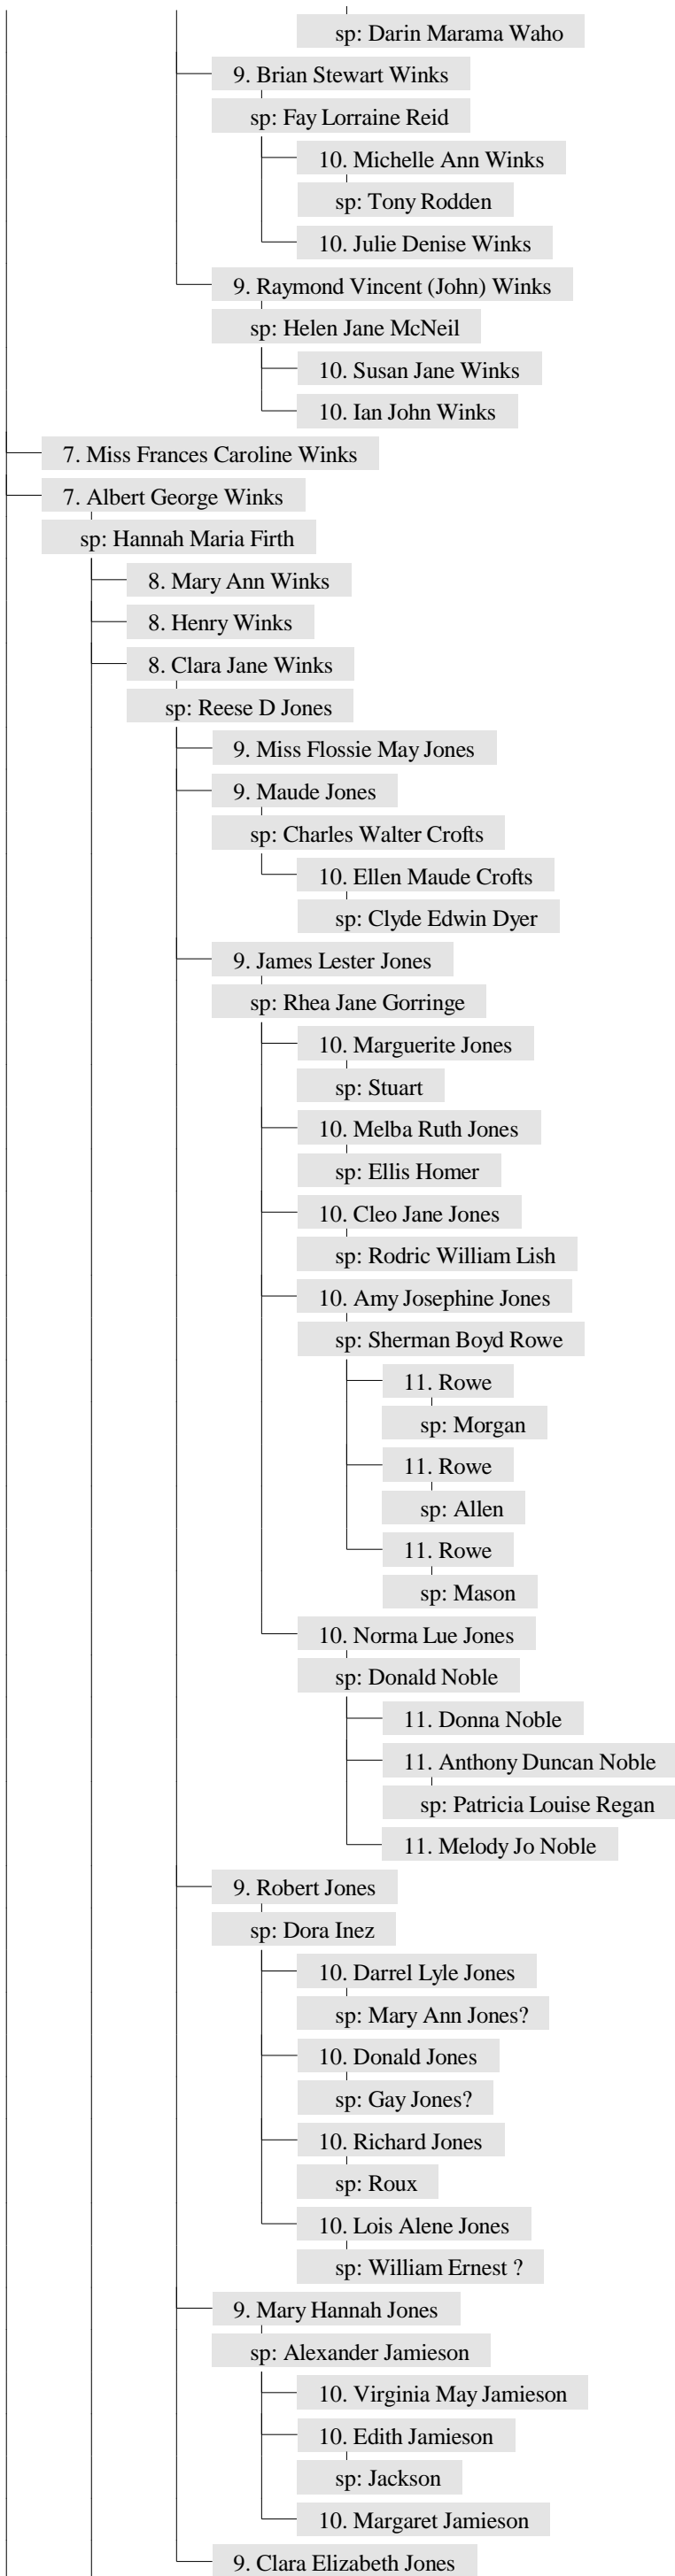 sp: Darin Marama Waho
9. Brian Stewart Winks
sp: Fay Lorraine Reid
10. Michelle Ann Winks
sp: Tony Rodden
10. Julie Denise Winks
9. Raymond Vincent (John) Winks
sp: Helen Jane McNeil
10. Susan Jane Winks
10. Ian John Winks
7. Miss Frances Caroline Winks
7. Albert George Winks
sp: Hannah Maria Firth
8. Mary Ann Winks
8. Henry Winks
8. Clara Jane Winks
sp: Reese D Jones
9. Miss Flossie May Jones
9. Maude Jones
sp: Charles Walter Crofts
10. Ellen Maude Crofts
sp: Clyde Edwin Dyer
9. James Lester Jones
sp: Rhea Jane Gorringe
10. Marguerite Jones
sp: Stuart
10. Melba Ruth Jones
sp: Ellis Homer
10. Cleo Jane Jones
sp: Rodric William Lish
10. Amy Josephine Jones
sp: Sherman Boyd Rowe
11. Rowe
sp: Morgan
11. Rowe
sp: Allen
11. Rowe
sp: Mason
10. Norma Lue Jones
sp: Donald Noble
11. Donna Noble
11. Anthony Duncan Noble
sp: Patricia Louise Regan
11. Melody Jo Noble
9. Robert Jones
sp: Dora Inez
10. Darrel Lyle Jones
sp: Mary Ann Jones?
10. Donald Jones
sp: Gay Jones?
10. Richard Jones
sp: Roux
10. Lois Alene Jones
sp: William Ernest ?
9. Mary Hannah Jones
sp: Alexander Jamieson
10. Virginia May Jamieson
10. Edith Jamieson
sp: Jackson
10. Margaret Jamieson
9. Clara Elizabeth Jones